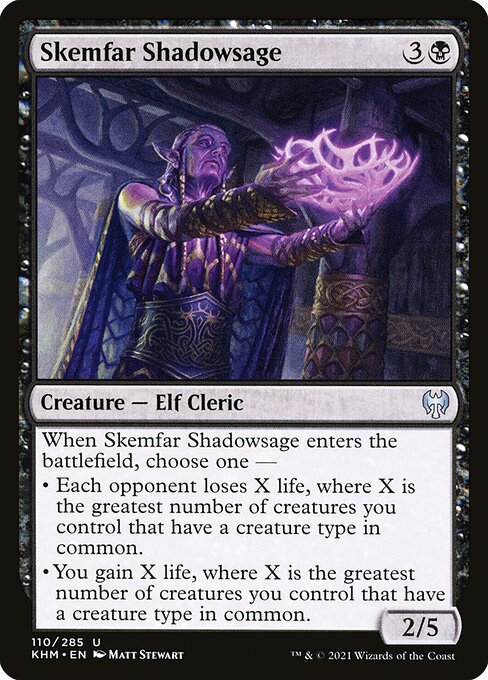 Skemfar Shadowsage 3
Creature — Elf Cleric
When Skemfar Shadowsage enters the
battlefield, choose one —
• Each opponent loses X life, where X is
the greatest number of creatures you
control that have a creature type in
common.
• You gain X life, where X is the greatest
number of creatures you control that have
a creature type in common.
2/5
110/285 U
KHM • EN Matt Stewart
™ & © 2021 Wizards of the Coast